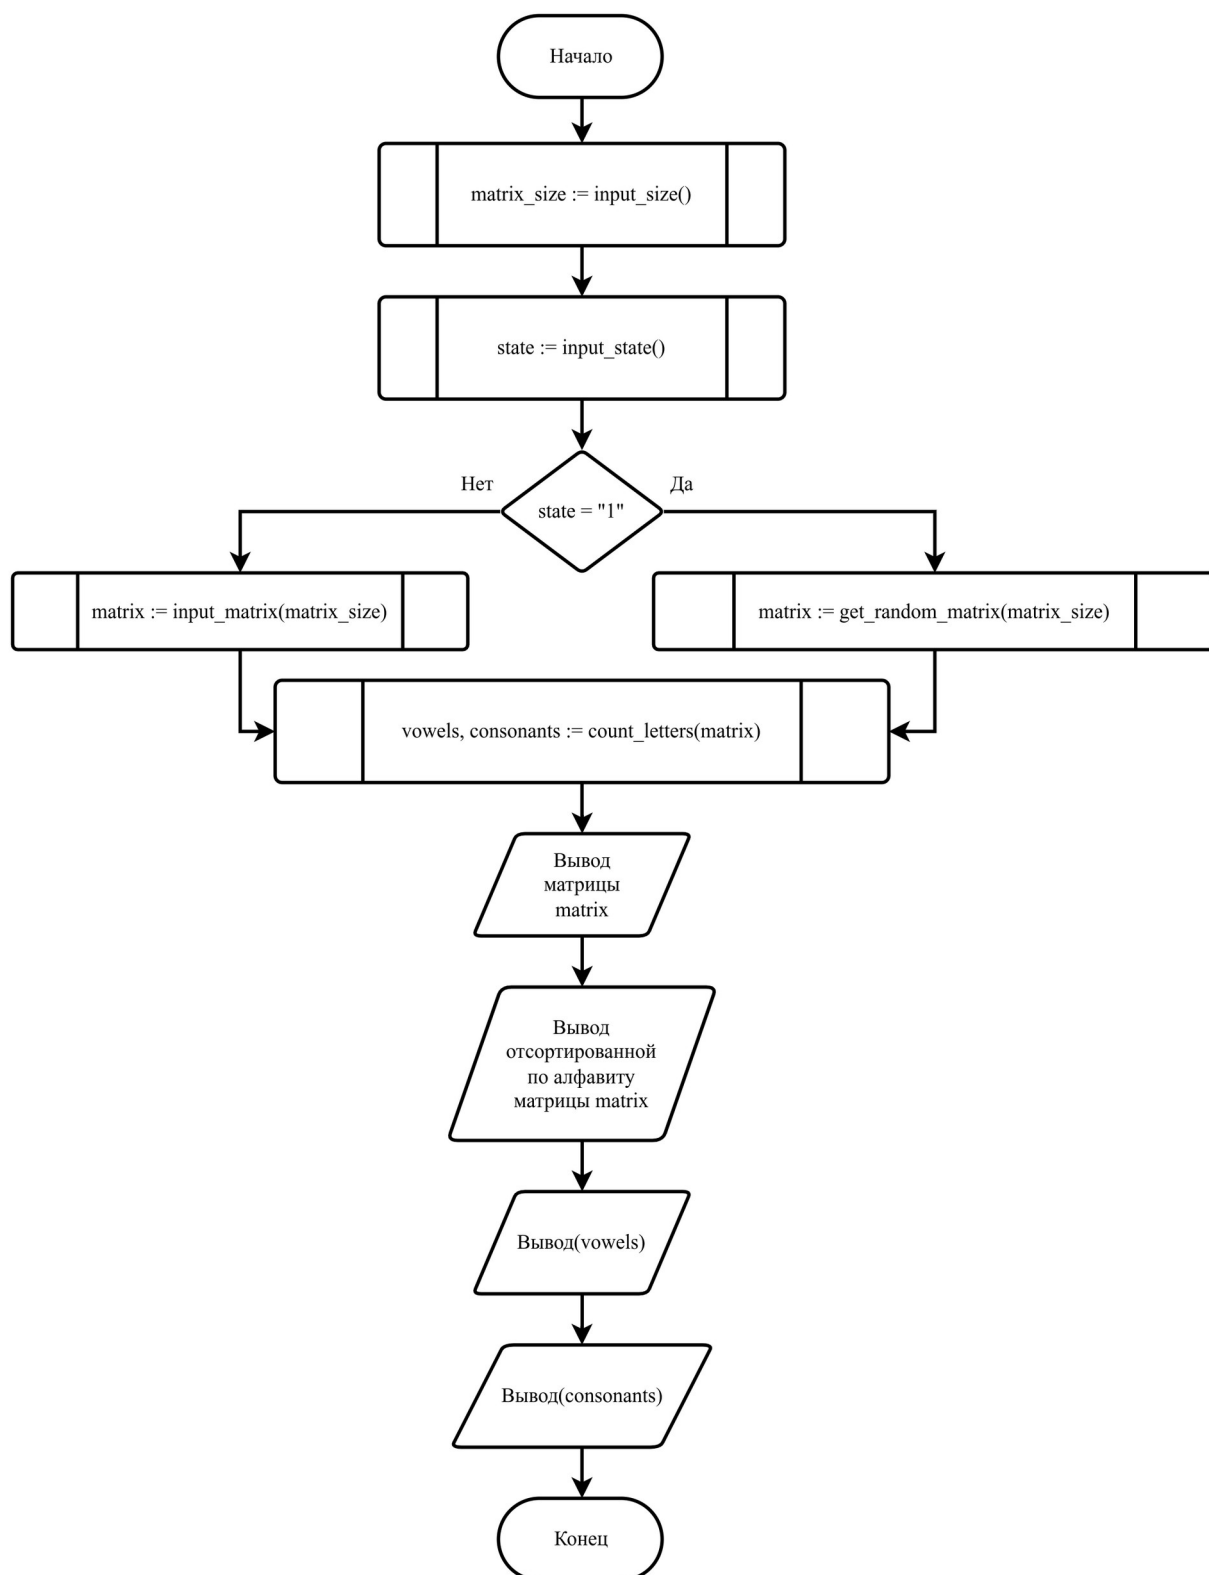 Начало
matrix_size := input_size()
state := input_state()
Нет
Да
state = "1"
matrix := input_matrix(matrix_size)
matrix := get_random_matrix(matrix_size)
vowels, consonants := count_letters(matrix)
Вывод
матрицы
matrix
Вывод
отсортированной
по алфавиту
матрицы matrix
Вывод(vowels)
Вывод(consonants)
Конец